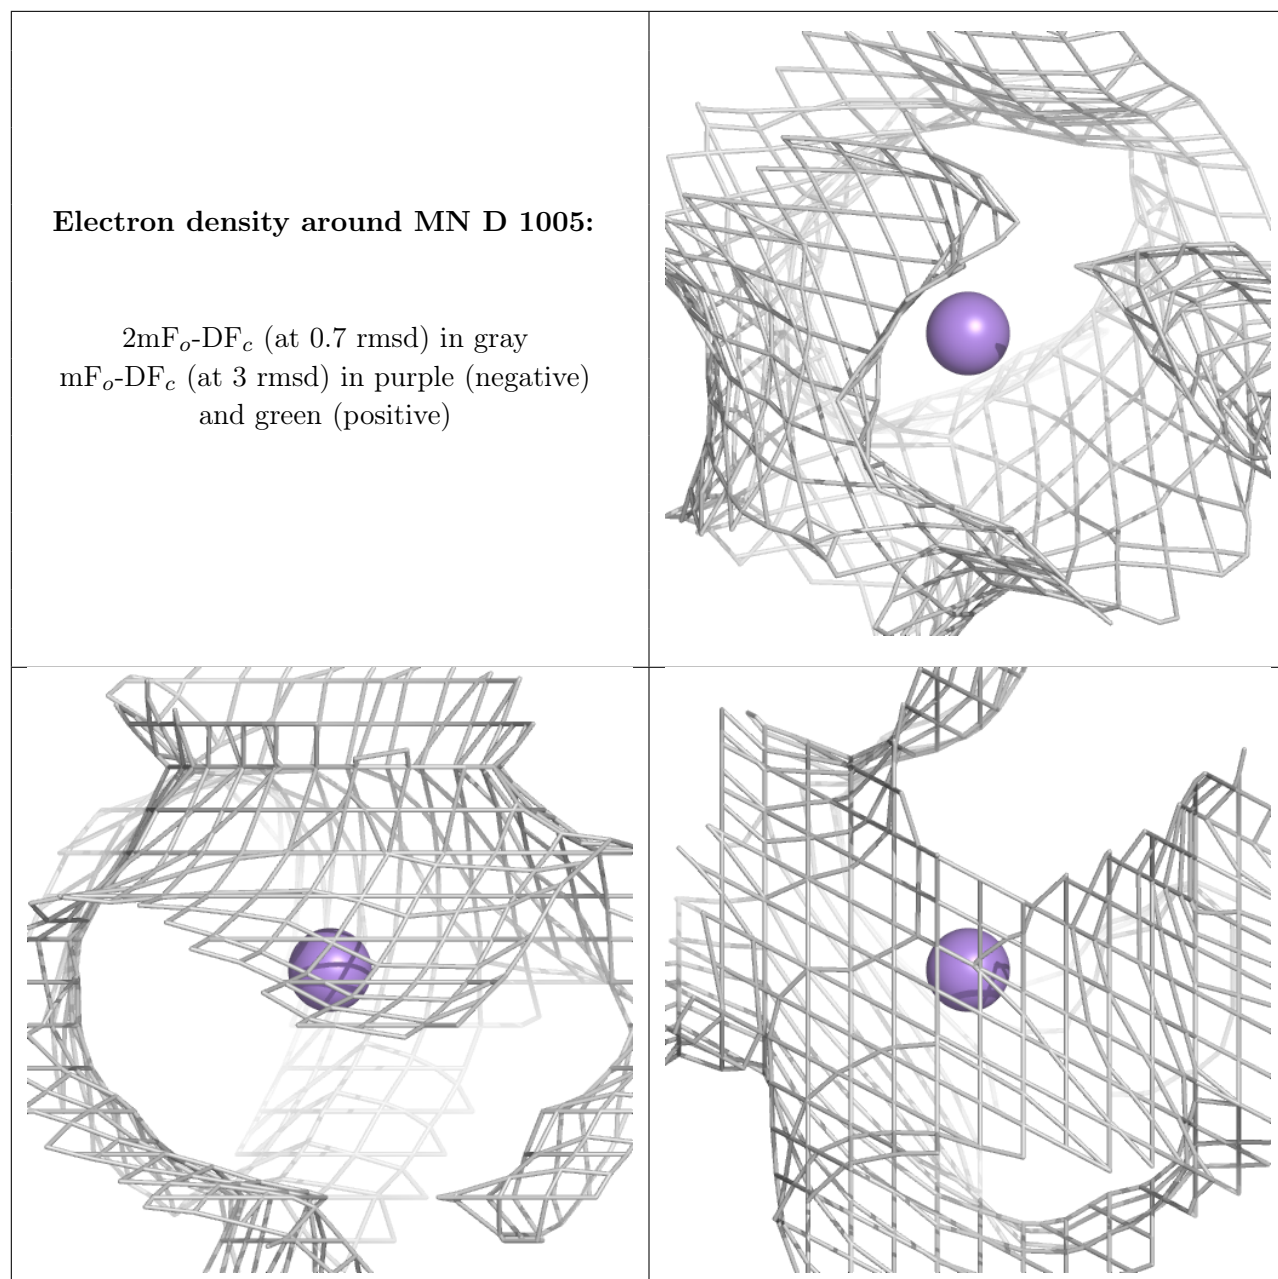 Electron density around MN D 1005:
2mFo-DFc (at 0.7 rmsd) in gray
mFo-DFc (at 3 rmsd) in purple (negative)
and green (positive)